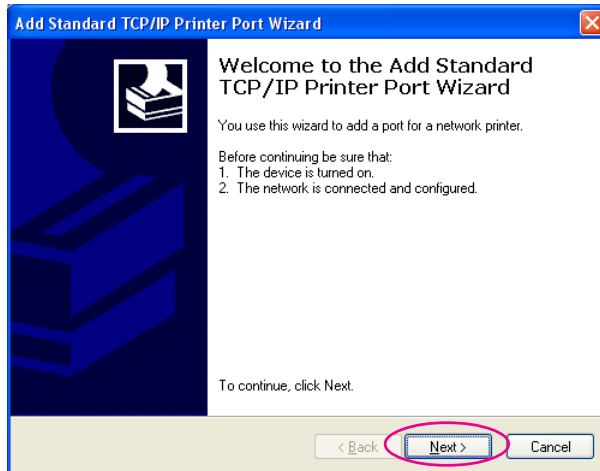 Add Standard TCP/IP Printer Port Wizard
Welcome to the Add Standard
TCP/IP Printer Port Wizard
You use this wizard to add a port for a network printer.
Before continuing be sure that:
1. The device is turned on.
2. The network is connected and configured.
To continue, click Next.
< Back Next > Cancel